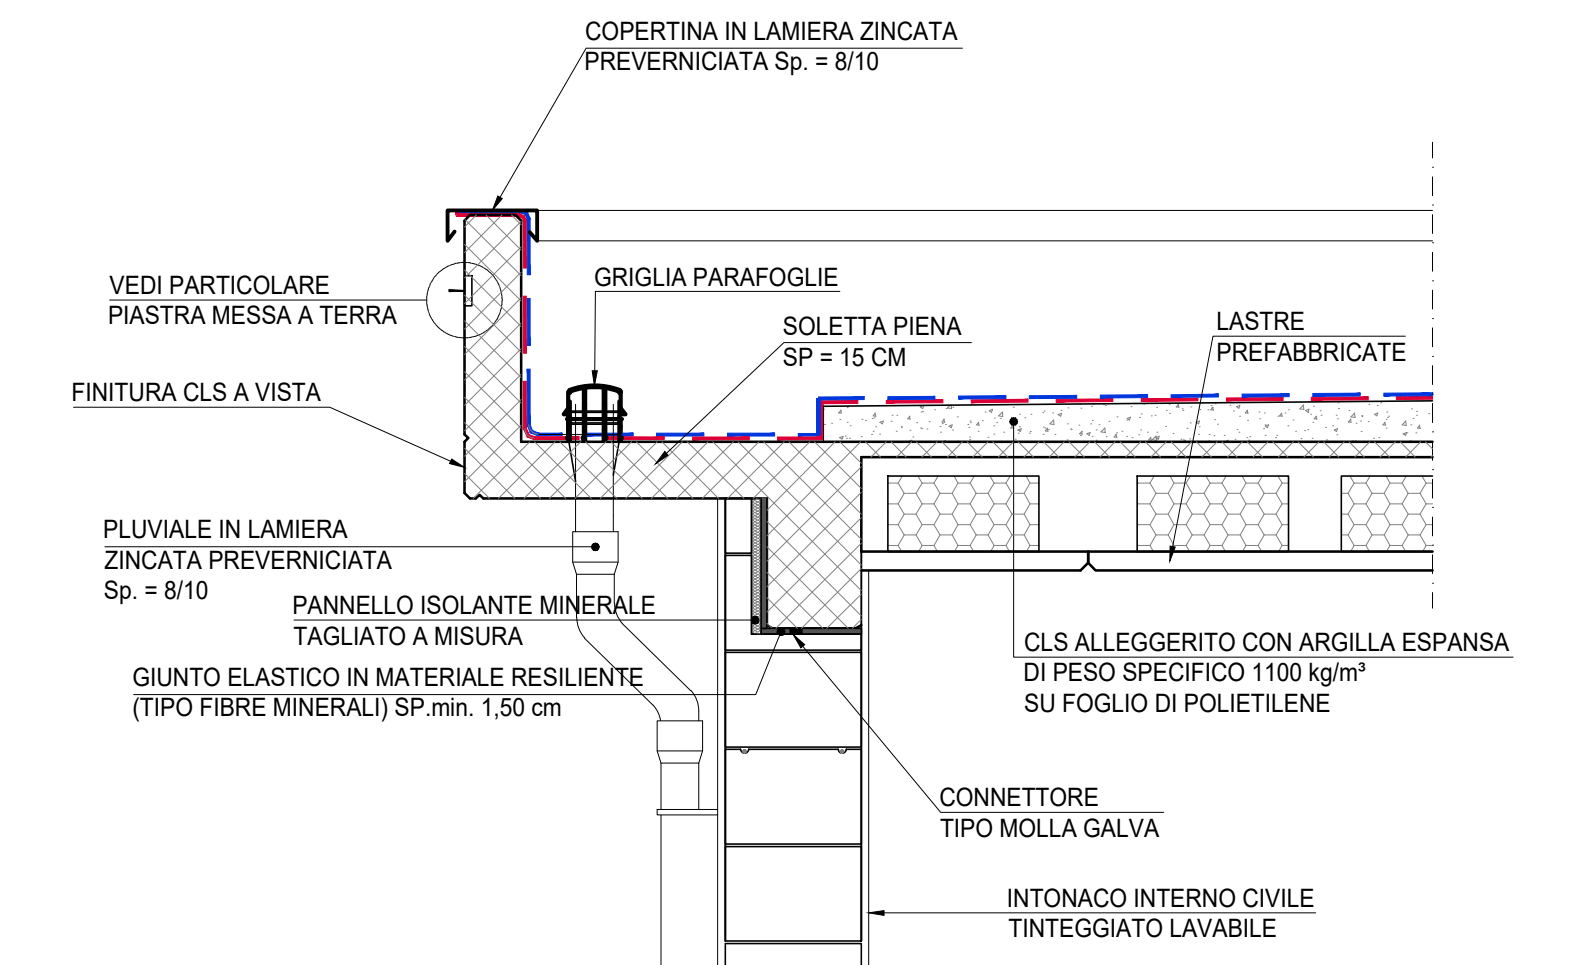 COPERTINA IN LAMIERA ZINCATA
PREVERNICIATA Sp. = 8/10
VEDI PARTICOLARE
PIASTRA MESSA A TERRA
GRIGLIA PARAFOGLIE
SOLETTA PIENA
SP = 15 CM
LASTRE
PREFABBRICATE
FINITURA CLS A VISTA
PLUVIALE IN LAMIERA
ZINCATA PREVERNICIATA
Sp. = 8/10
PANNELLO ISOLANTE MINERALE
TAGLIATO A MISURA
GIUNTO ELASTICO IN MATERIALE RESILIENTE
(TIPO FIBRE MINERALI) SP.min. 1,50 cm
CLS ALLEGGERITO CON ARGILLA ESPANSA
DI PESO SPECIFICO 1100 kg/m³
SU FOGLIO DI POLIETILENE
CONNETTORE
TIPO MOLLA GALVA
INTONACO INTERNO CIVILE
TINTEGGIATO LAVABILE